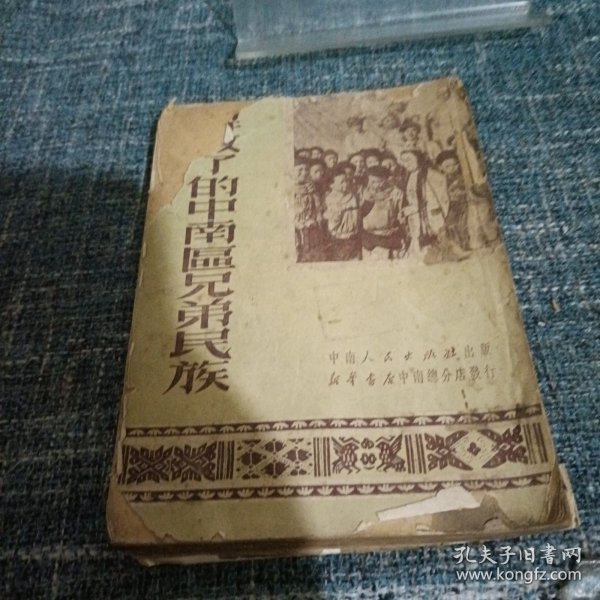 了的中南區兄弟民族
中南人民出版社出版
新華書店中南總分店發行
孔夫子旧书网
www.kongfz.com